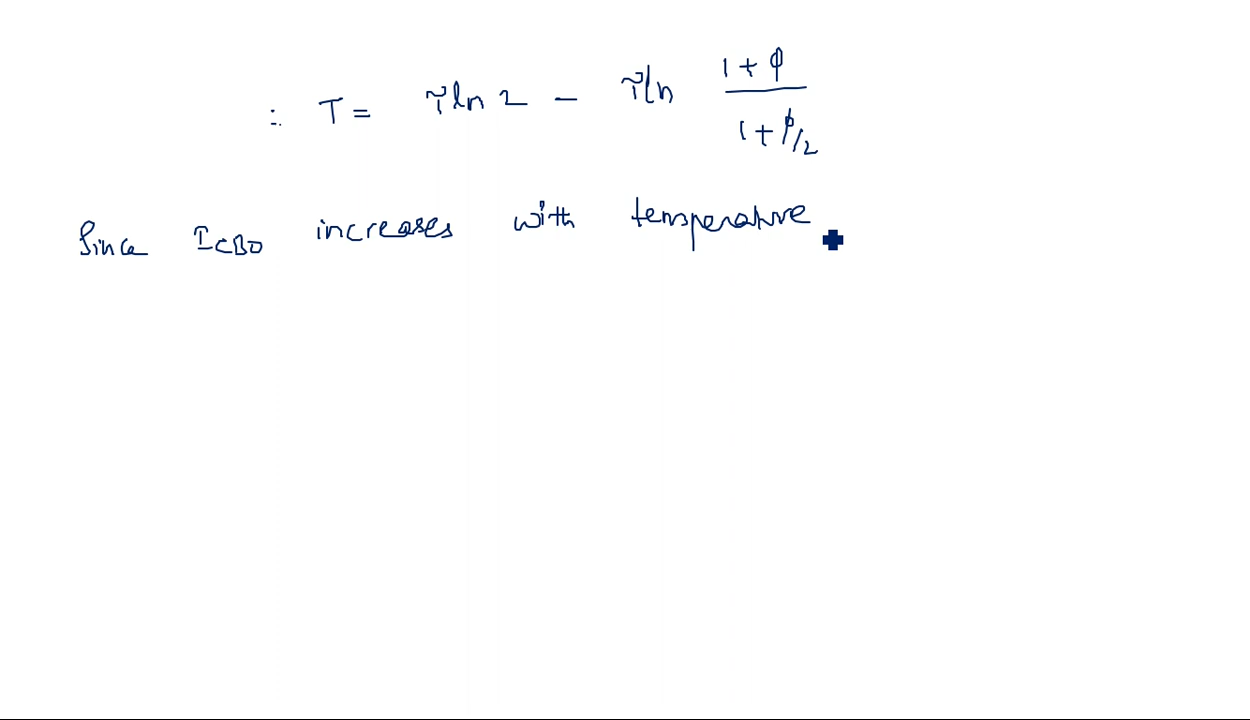 ∴ T = τ ln 2 − τ ln (1 + φ)/(1 + φ/2)
Since ICBO increases with temperature